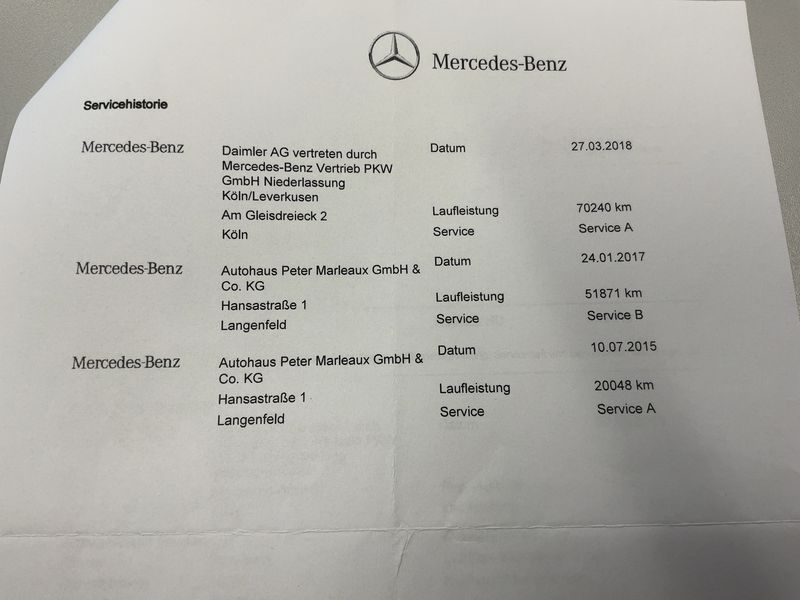 Mercedes-Benz
Servicehistorie
Mercedes-Benz
Daimler AG vertreten durch
Mercedes-Benz Vertrieb PKW
GmbH Niederlassung
Köln/Leverkusen
Am Gleisdreieck 2
Köln
Datum 27.03.2018
Laufleistung 70240 km
Service Service A
Mercedes-Benz
Autohaus Peter Marleaux GmbH &
Co. KG
Hansastraße 1
Langenfeld
Datum 24.01.2017
Laufleistung 51871 km
Service Service B
Mercedes-Benz
Autohaus Peter Marleaux GmbH &
Co. KG
Hansastraße 1
Langenfeld
Datum 10.07.2015
Laufleistung 20048 km
Service Service A